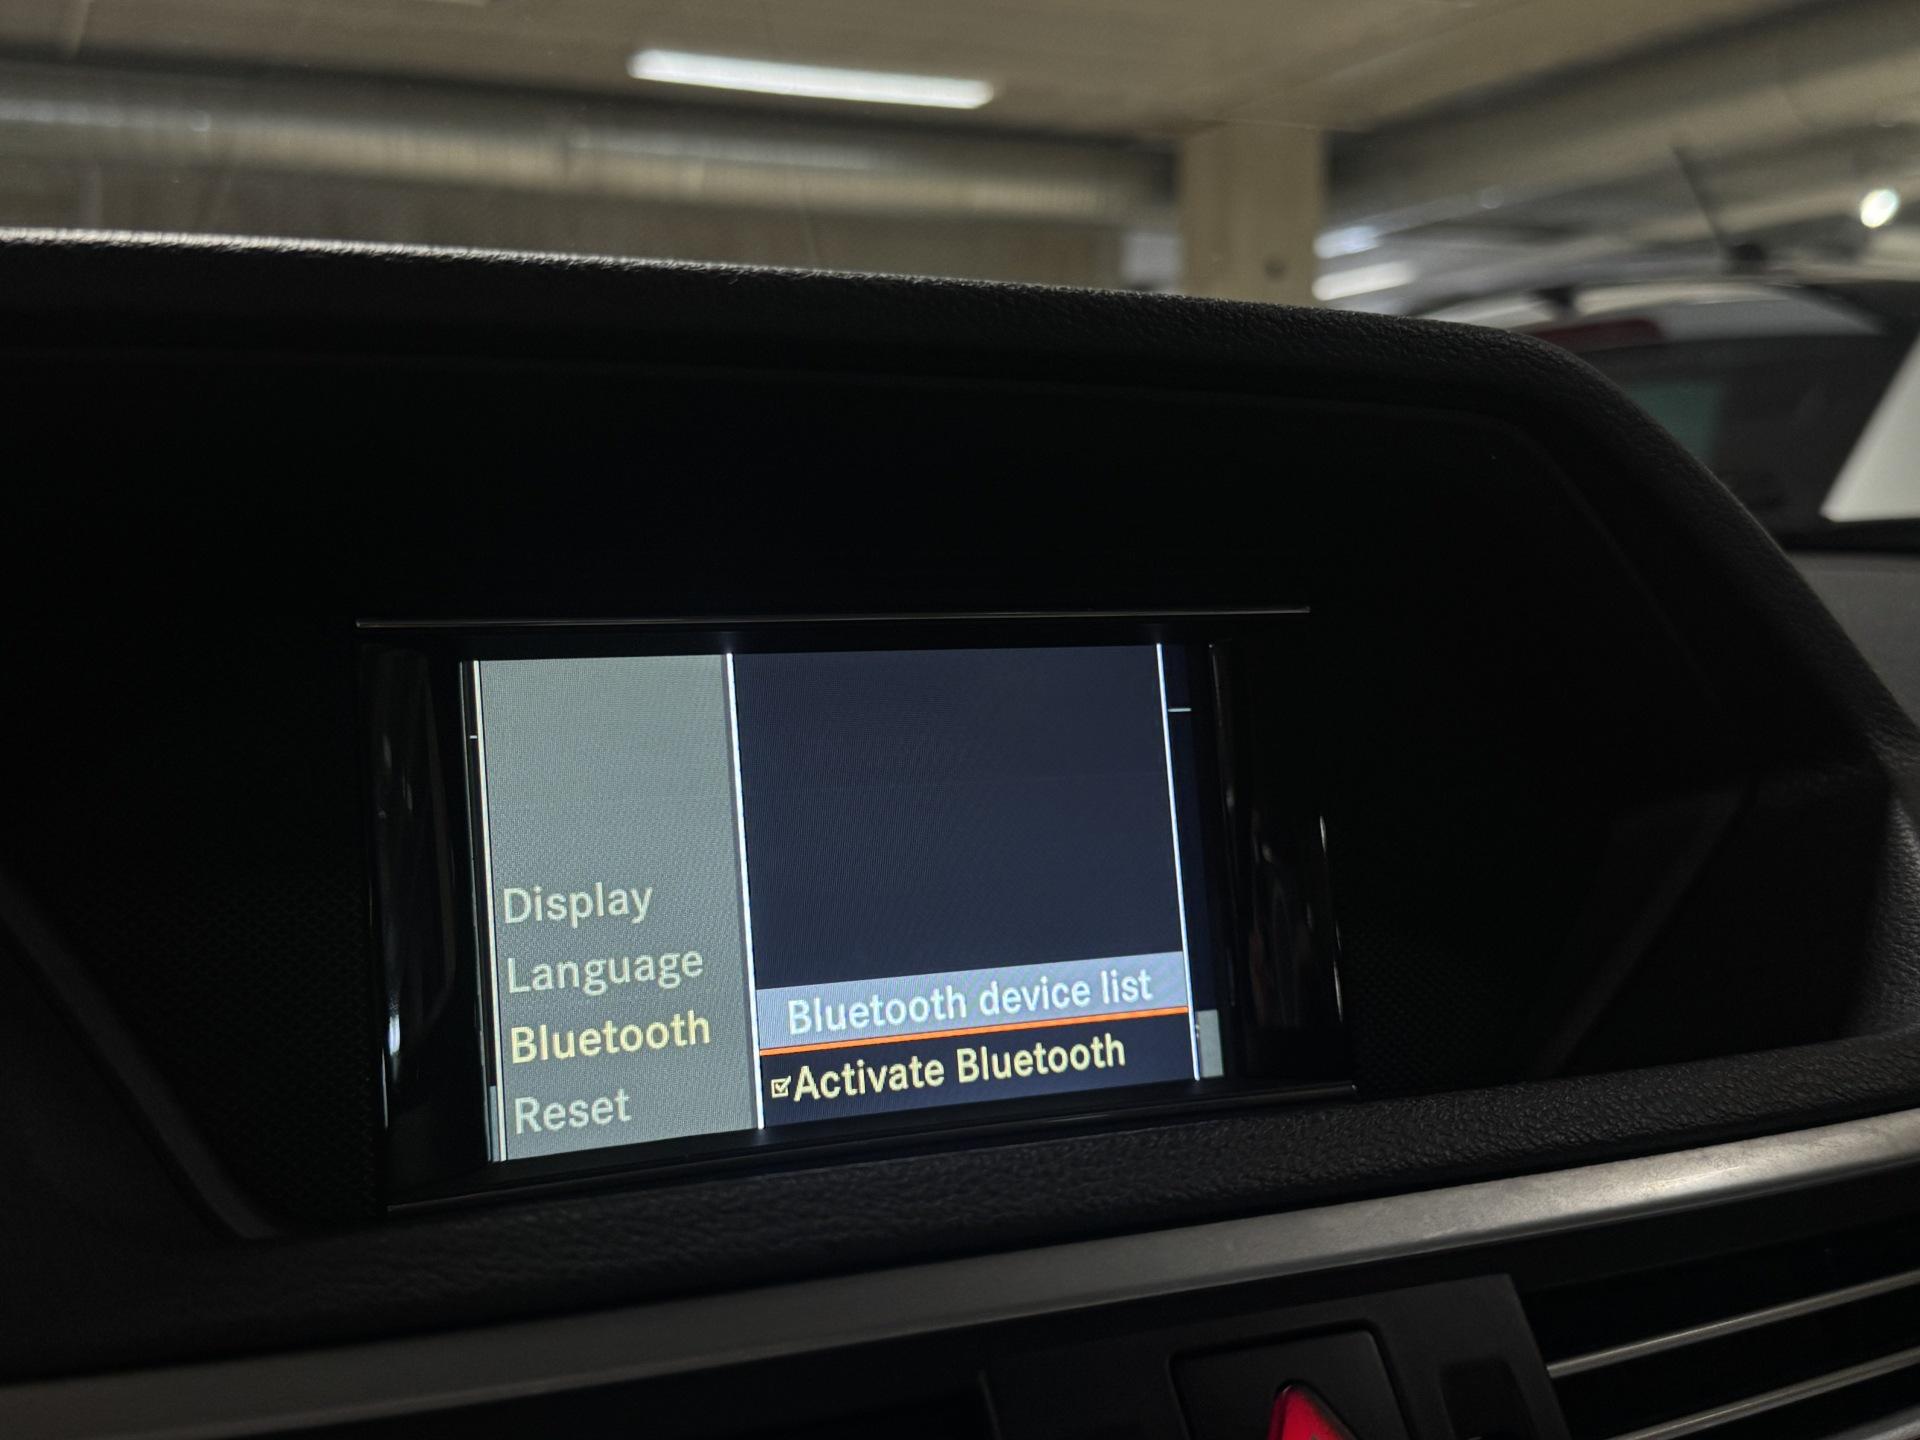 Display
Language
Bluetooth
Reset
Bluetooth device list
Activate Bluetooth